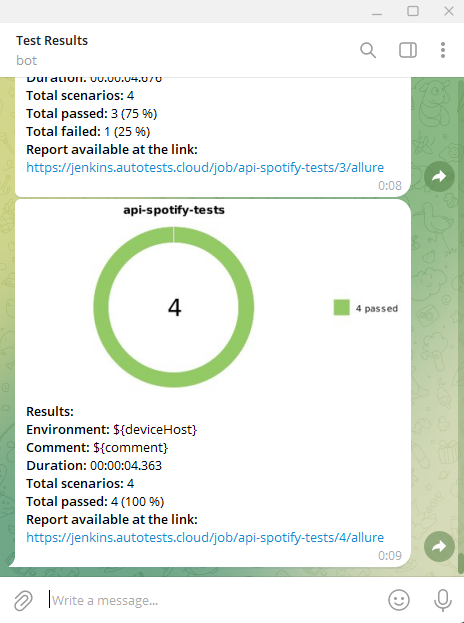 Test Results
bot
Duration: 00:00:04.676
Total scenarios: 4
Total passed: 3 (75 %)
Total failed: 1 (25 %)
Report available at the link:
https://jenkins.autotests.cloud/job/api-spotify-tests/3/allure
0:08
api-spotify-tests
4
4 passed
Results:
Environment: ${deviceHost}
Comment: ${comment}
Duration: 00:00:04.363
Total scenarios: 4
Total passed: 4 (100 %)
Report available at the link:
https://jenkins.autotests.cloud/job/api-spotify-tests/4/allure
0:09
Write a message...